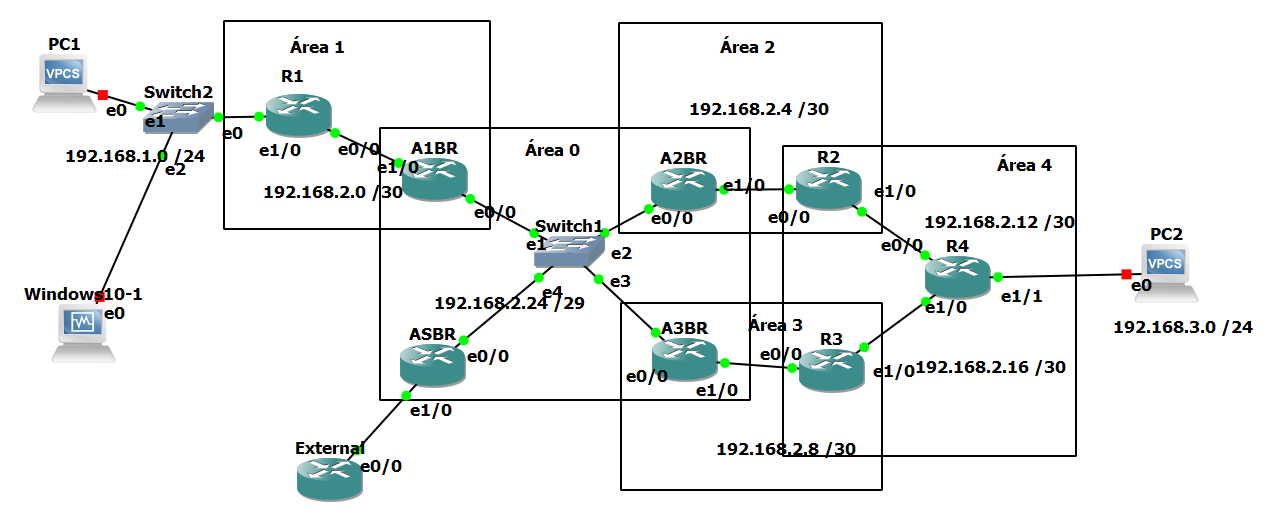 PC1
VPCS
e0
Switch2
e1
e0
e2
192.168.1.0 /24
Windows10-1
e0
Área 1
R1
e1/0
e0/0
192.168.2.0 /30
e1/0
A1BR
e0/0
Área 0
Switch1
e1
e2
e3
e4
192.168.2.24 /29
ASBR
e0/0
e1/0
External
e0/0
Área 2
192.168.2.4 /30
A2BR
e0/0
e1/0
R2
e0/0
e1/0
Área 4
192.168.2.12 /30
e0/0
R4
e1/0
e1/1
PC2
VPCS
e0
192.168.3.0 /24
A3BR
e0/0
e1/0
Área 3
e0/0
R3
e1/0
192.168.2.16 /30
192.168.2.8 /30